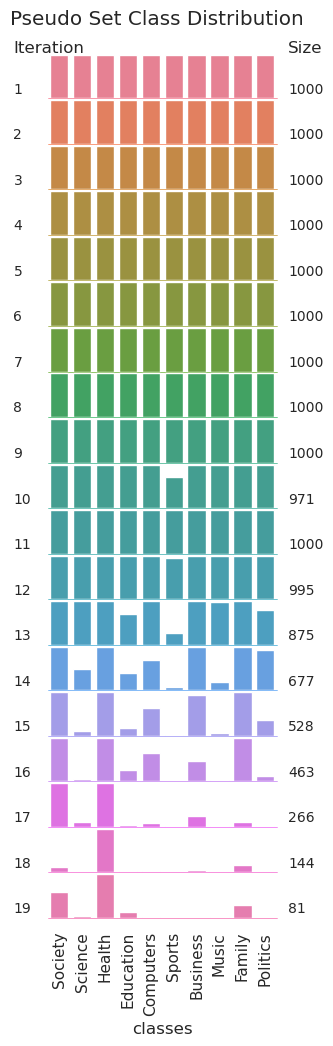 Pseudo Set Class Distribution
Iteration Size
1 1000
2 1000
3 1000
4 1000
5 1000
6 1000
7 1000
8 1000
9 1000
10 971
11 1000
12 995
13 875
14 677
15 528
16 463
17 266
18 144
19 81
Society
Science
Health
Education
Computers
Sports
Business
Music
Family
Politics
classes